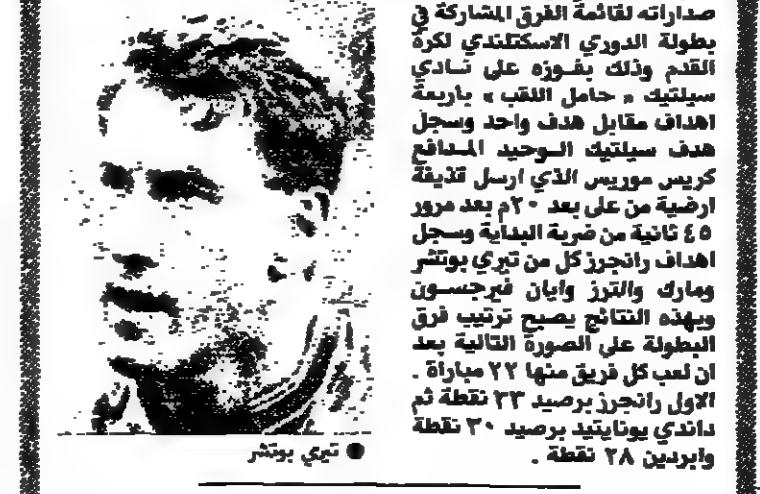 صداراته لقائمة الفرق المشاركة في
بطولة الدوري الاسكتلندي لكرة
القدم وذلك بفوزه على نادي
سيلتيك « حامل اللقب » باربعة
اهداف مقابل هدف واحد وسجل
هدف سيلتيك الوحيد المدافع
كريس موريس الذي ارسل قذيفة
ارضية من على بعد ٢٠م بعد مرور
٤٥ ثانية من ضربة البداية وسجل
اهداف رانجرز كل من تيري بوتشر
ومارك والترز وايان فيرجسون
وبهذه النتائج يصبح ترتيب فرق
البطولة على الصورة التالية بعد
ان لعب كل فريق منها ٢٢ مباراة .
الاول رانجرز برصيد ٣٣ نقطة ثم
داندي يونايتيد برصيد ٣٠ نقطة
وابردين ٢٨ نقطة .
● تيري بوتشر